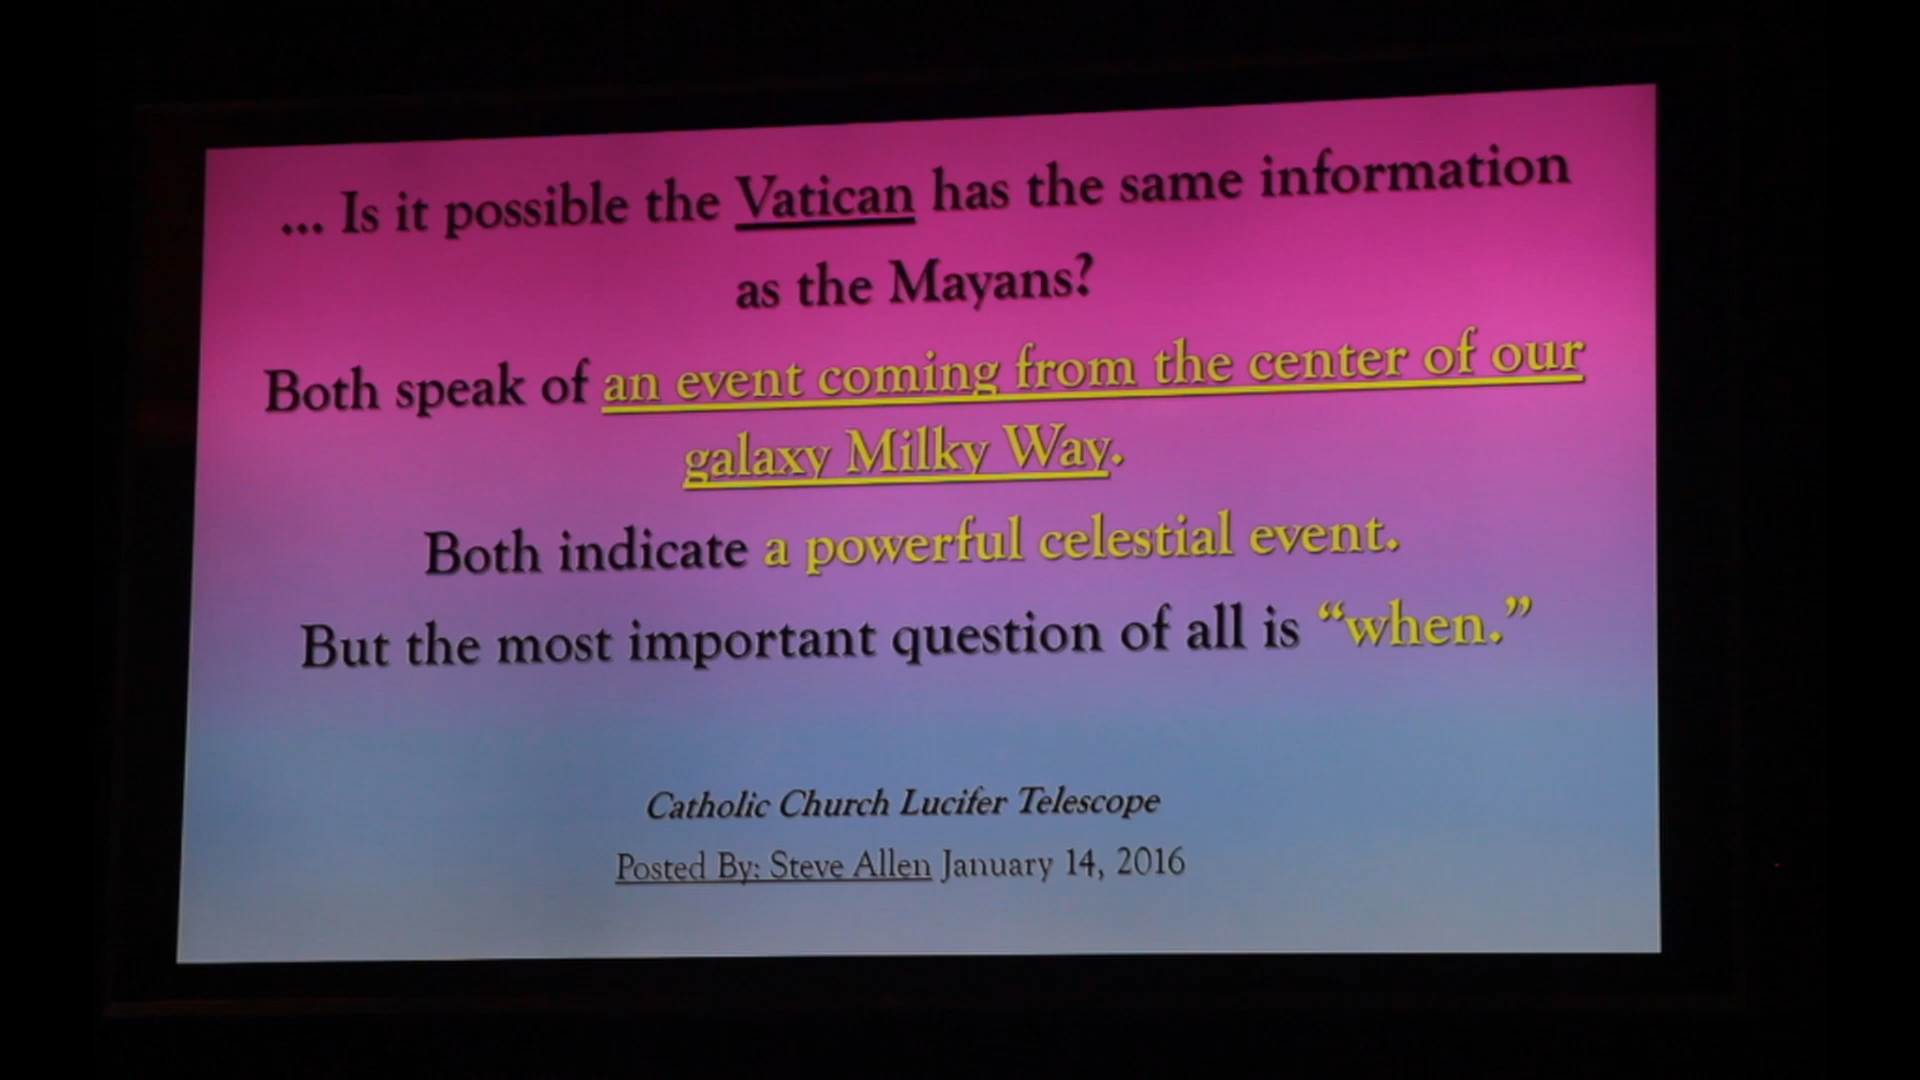 ... Is it possible the Vatican has the same information
as the Mayans?
Both speak of an event coming from the center of our
galaxy Milky Way.
Both indicate a powerful celestial event.
But the most important question of all is “when.”
Catholic Church Lucifer Telescope
Posted By: Steve Allen January 14, 2016